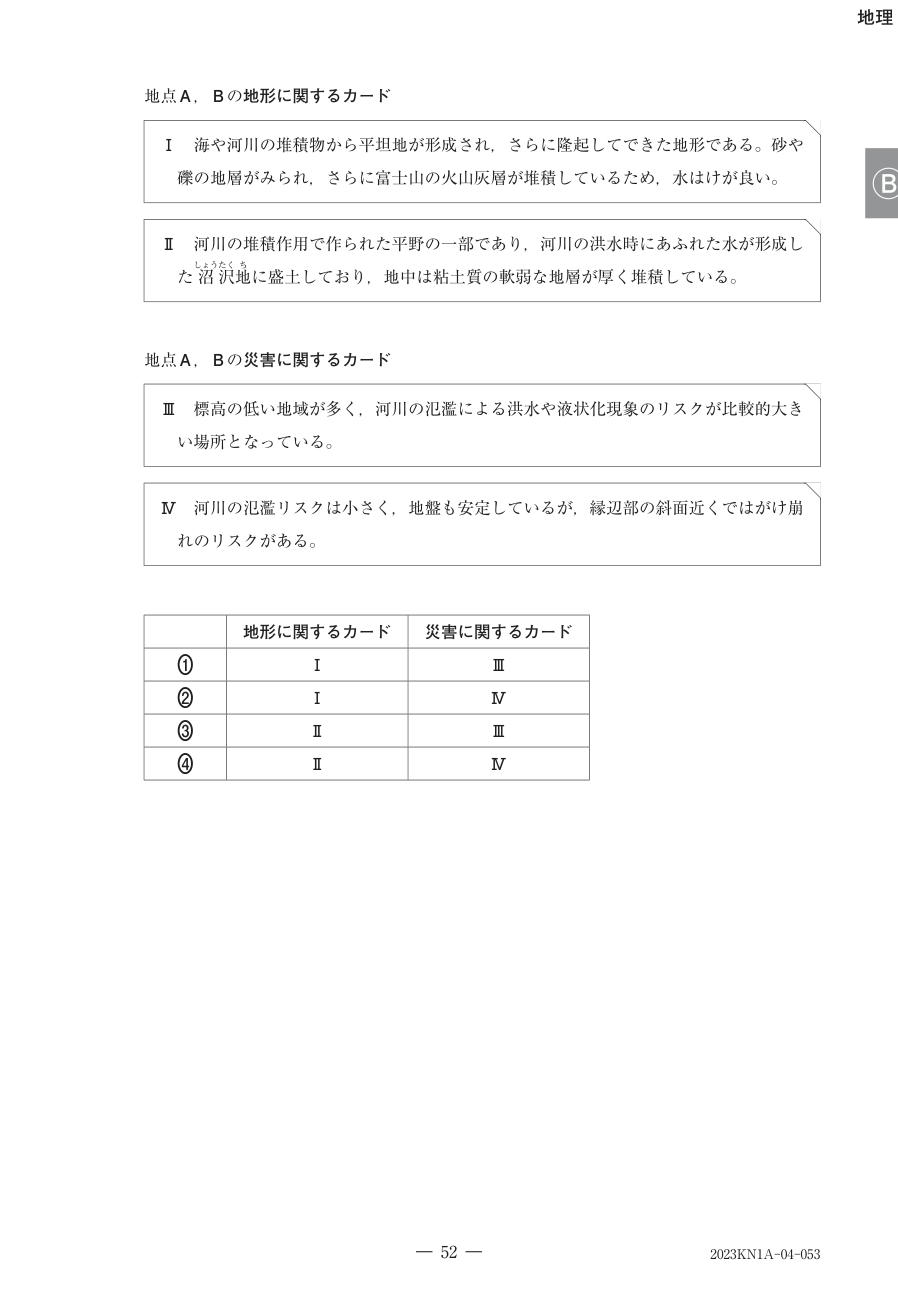 地理
地点A，Bの地形に関するカード
Ⅰ　海や河川の堆積物から平坦地が形成され，さらに隆起してできた地形である。砂や
礫の地層がみられ，さらに富士山の火山灰層が堆積しているため，水はけが良い。
B
Ⅱ　河川の堆積作用で作られた平野の一部であり，河川の洪水時にあふれた水が形成し
しょうたくち
た沼沢地に盛土しており，地中は粘土質の軟弱な地層が厚く堆積している。
地点A，Bの災害に関するカード
Ⅲ　標高の低い地域が多く，河川の氾濫による洪水や液状化現象のリスクが比較的大き
い場所となっている。
Ⅳ　河川の氾濫リスクは小さく，地盤も安定しているが，縁辺部の斜面近くではがけ崩
れのリスクがある。
地形に関するカード　災害に関するカード
①　Ⅰ　Ⅲ
②　Ⅰ　Ⅳ
③　Ⅱ　Ⅲ
④　Ⅱ　Ⅳ
— 52 —
2023KN1A-04-053